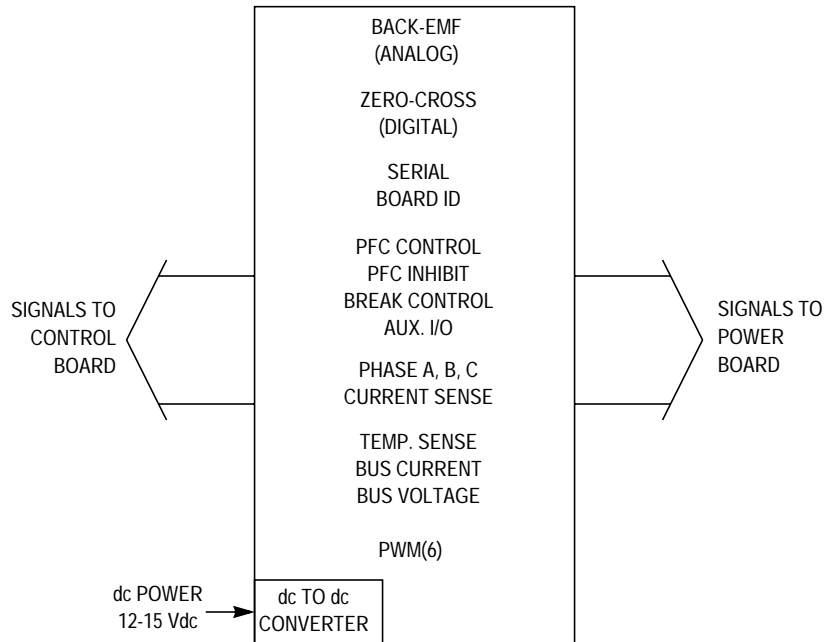 BACK-EMF
(ANALOG)
ZERO-CROSS
(DIGITAL)
SERIAL
BOARD ID
PFC CONTROL
PFC INHIBIT
BREAK CONTROL
AUX. I/O
PHASE A, B, C
CURRENT SENSE
TEMP. SENSE
BUS CURRENT
BUS VOLTAGE
PWM(6)
SIGNALS TO
CONTROL
BOARD
SIGNALS TO
POWER
BOARD
dc POWER
12-15 Vdc
dc TO dc
CONVERTER